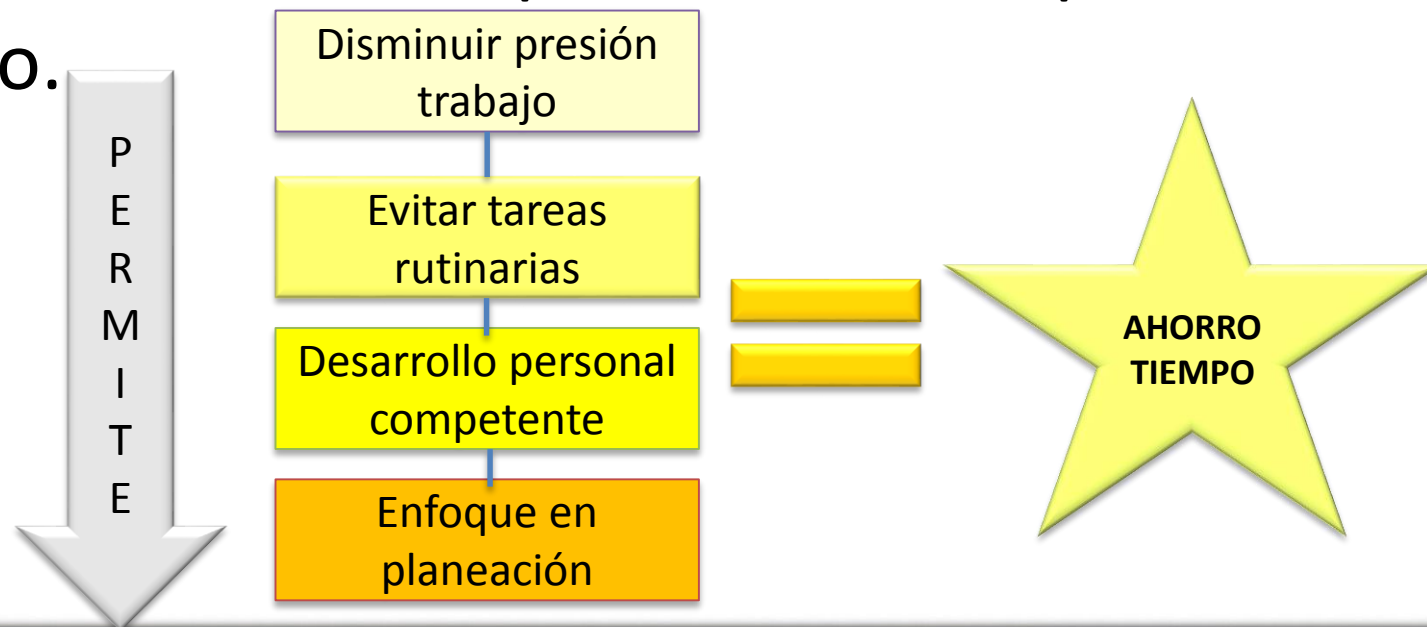 o.
P
E
R
M
I
T
E
Disminuir presión
trabajo
Evitar tareas
rutinarias
Desarrollo personal
competente
Enfoque en
planeación
AHORRO
TIEMPO